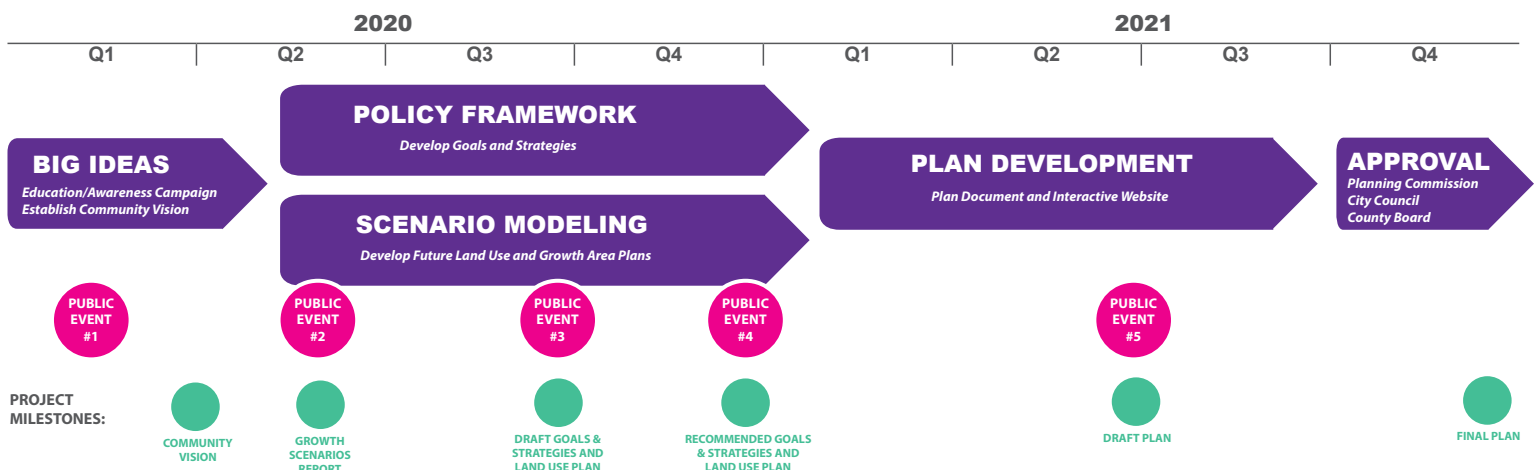 2020
2021
Q1
Q2
Q3
Q4
Q1
Q2
Q3
Q4
BIG IDEAS
Education/Awareness Campaign
Establish Community Vision
POLICY FRAMEWORK
Develop Goals and Strategies
SCENARIO MODELING
Develop Future Land Use and Growth Area Plans
PLAN DEVELOPMENT
Plan Document and Interactive Website
APPROVAL
Planning Commission
City Council
County Board
PUBLIC
EVENT
#1
PUBLIC
EVENT
#2
PUBLIC
EVENT
#3
PUBLIC
EVENT
#4
PUBLIC
EVENT
#5
PROJECT
MILESTONES:
COMMUNITY
VISION
GROWTH
SCENARIOS
REPORT
DRAFT GOALS &
STRATEGIES AND
LAND USE PLAN
RECOMMENDED GOALS
& STRATEGIES AND
LAND USE PLAN
DRAFT PLAN
FINAL PLAN